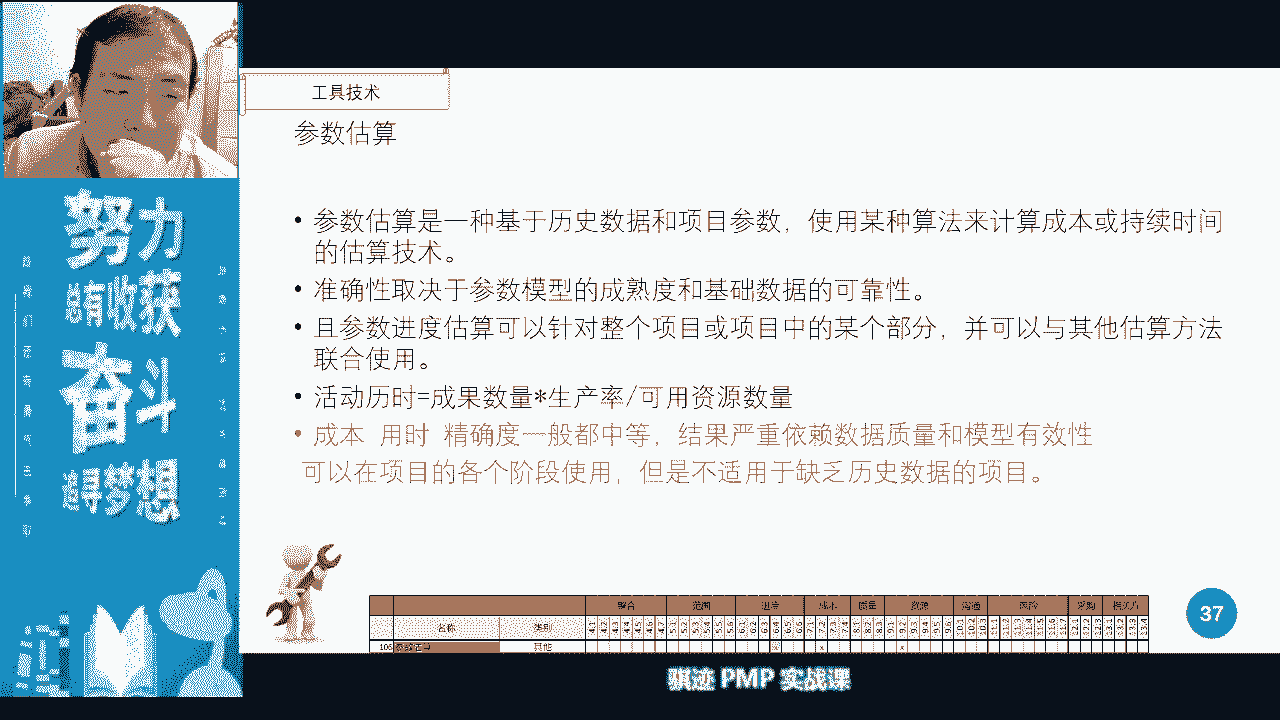 工具技术
参数估算
• 参数估算是一种基于历史数据和项目参数，使用某种算法来计算成本或持续时间
的估算技术。
• 准确性取决于参数模型的成熟度和基础数据的可靠性。
• 且参数进度估算可以针对整个项目或项目中的某个部分，并可以与其他估算方法
联合使用。
• 活动历时=成果数量*生产率/可用资源数量
• 成本 用时 精确度一般都中等，结果严重依赖数据质量和模型有效性
可以在项目的各个阶段使用，但是不适用于缺乏历史数据的项目。
努力
总有收获
奋斗
追寻梦想
整合 范围 进度 成本 质量 资源 沟通 风险 采购
名称 类别
106 参数估算 其他
37
骐迹 PMP 实战课